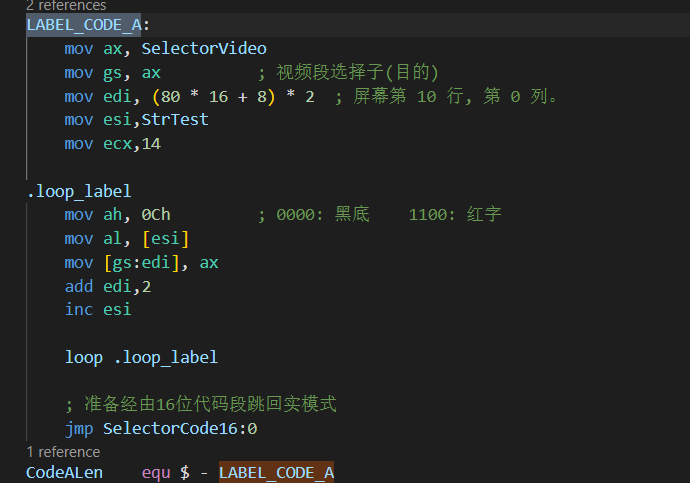 2 references
LABEL_CODE_A:
mov ax, SelectorVideo
mov gs, ax ; 视频段选择子(目的)
mov edi, (80 * 16 + 8) * 2 ; 屏幕第 10 行, 第 0 列。
mov esi,StrTest
mov ecx,14
.loop_label
mov ah, 0Ch ; 0000: 黑底 1100: 红字
mov al, [esi]
mov [gs:edi], ax
add edi,2
inc esi
loop .loop_label
; 准备经由16位代码段跳回实模式
jmp SelectorCode16:0
1 reference
CodeALen equ $ - LABEL_CODE_A